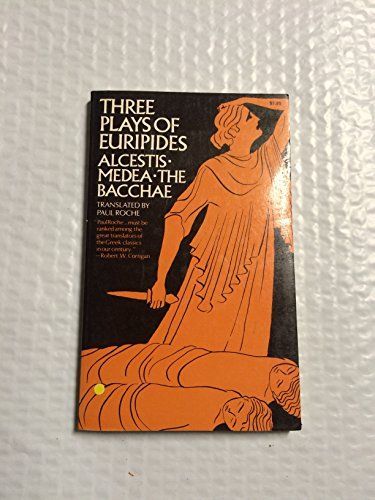 THREE
PLAYS OF
EURIPIDES
ALCESTIS·
MEDEA·THE
BACCHAE
TRANSLATED BY
PAUL ROCHE
"Paul Roche.. must be
ranked among the
great translators of
the Greek classics
in our century."
—Robert W. Corrigan